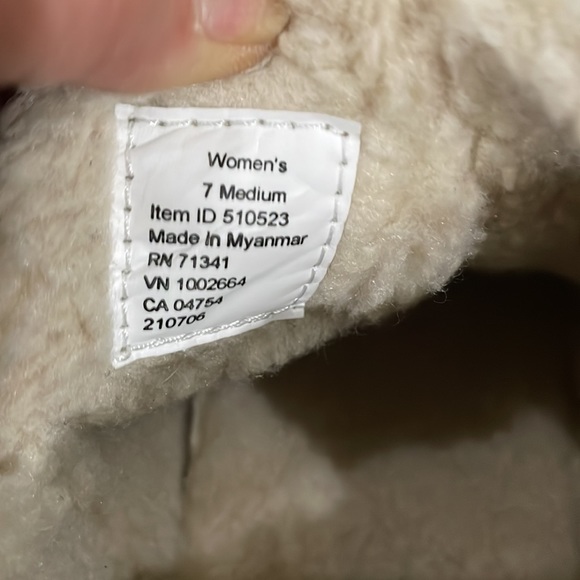 Women's
7 Medium
Item ID 510523
Made In Myanmar
RN 71341
VN 1002664
CA 04754
210706